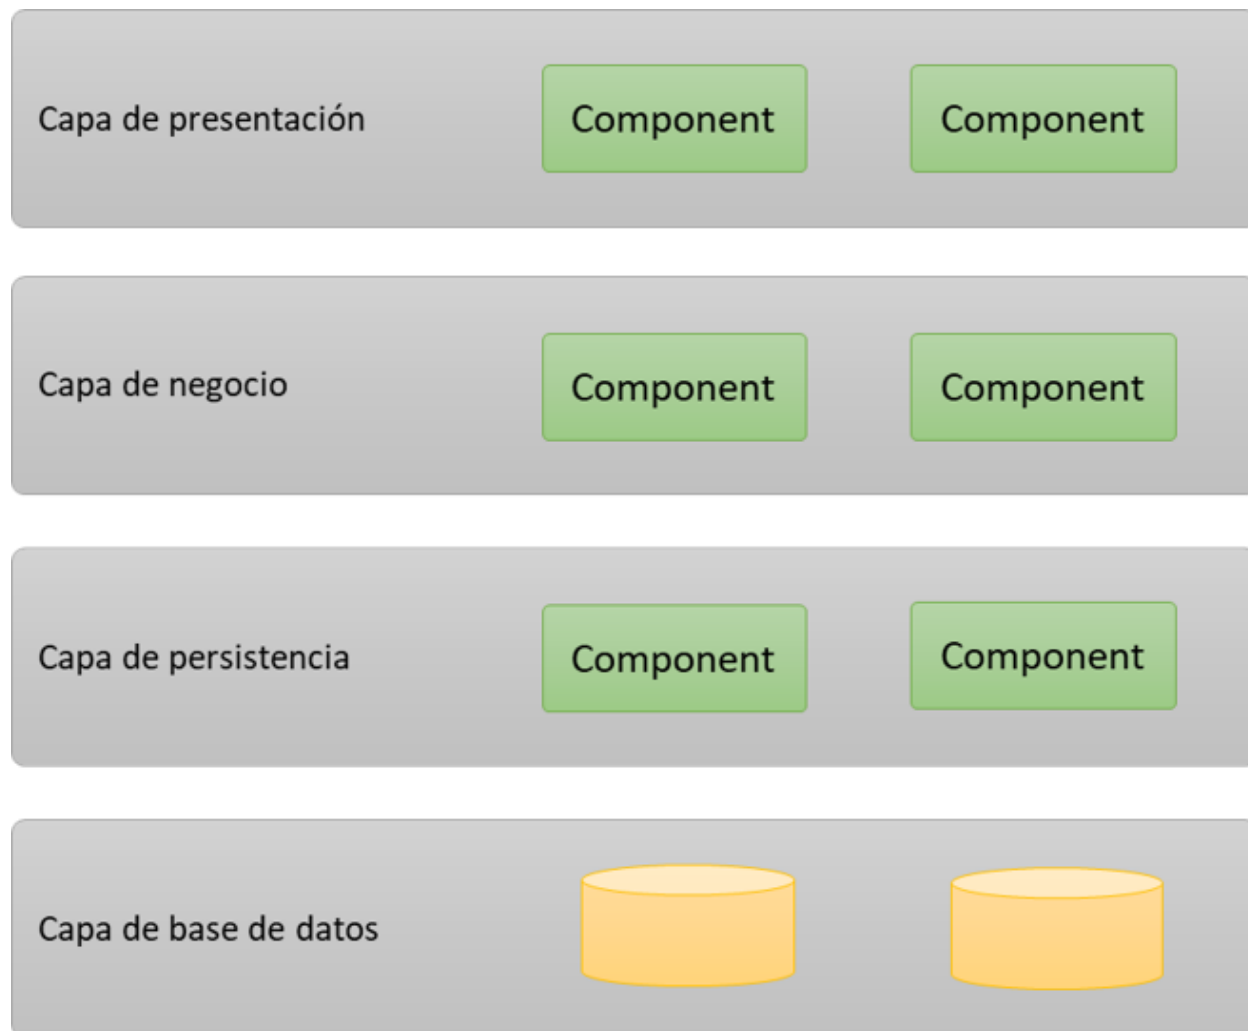 Capa de presentación
Component
Component
Capa de negocio
Component
Component
Capa de persistencia
Component
Component
Capa de base de datos